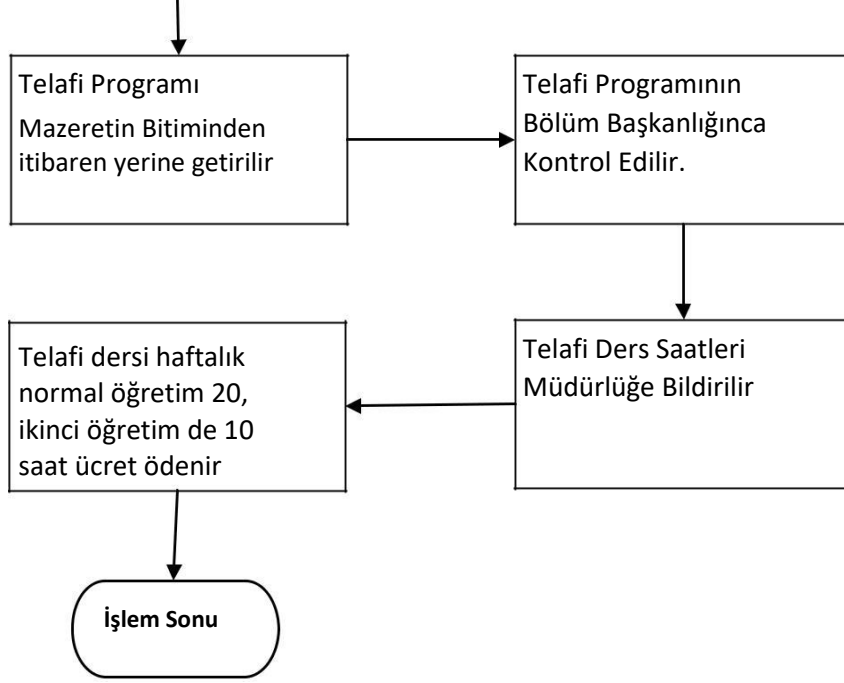 Telafi Programı
Mazeretin Bitiminden
itibaren yerine getirilir
Telafi Programının
Bölüm Başkanlığınca
Kontrol Edilir.
Telafi Ders Saatleri
Müdürlüğe Bildirilir
Telafi dersi haftalık
normal öğretim 20,
ikinci öğretim de 10
saat ücret ödenir
İşlem Sonu